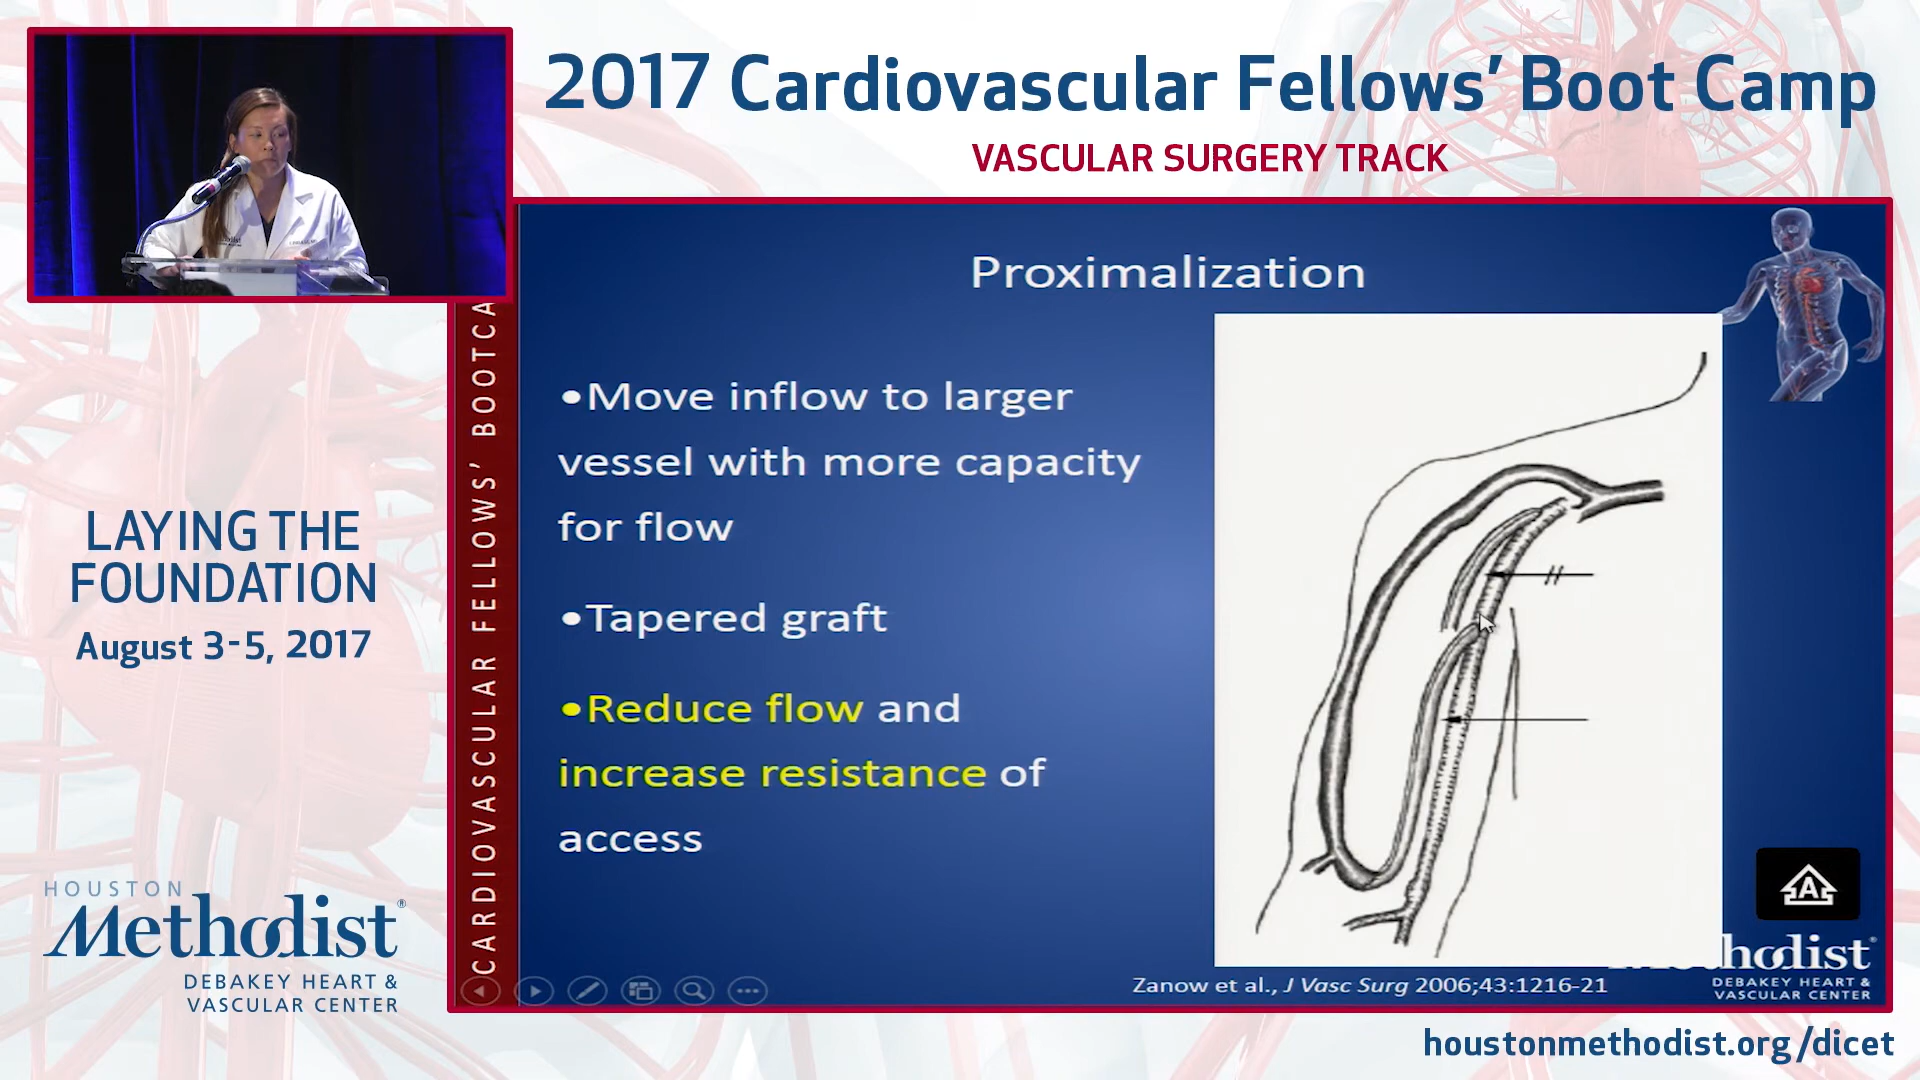 2017 Cardiovascular Fellows' Boot Camp
VASCULAR SURGERY TRACK
Proximalization
•Move inflow to larger
vessel with more capacity
for flow
•Tapered graft
•Reduce flow and
increase resistance of
access
CARDIOVASCULAR FELLOWS' BOOTCA
A
Zanow et al., J Vasc Surg 2006;43:1216-21
thodist®
DEBAKEY HEART &
VASCULAR CENTER
LAYING THE
FOUNDATION
August 3-5, 2017
HOUSTON
Methodist®
DEBAKEY HEART &
VASCULAR CENTER
houstonmethodist.org/dicet